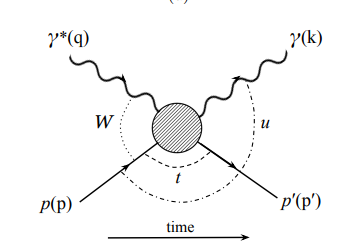 γ*(q) γ(k)
W u
t
p(p) p′(p′)
time